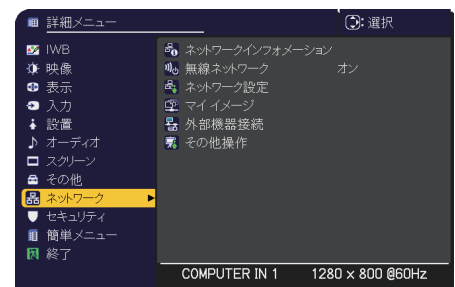 詳細メニュー
:選択
IWB
映像
表示
入力
設置
オーディオ
スクリーン
その他
ネットワーク
セキュリティ
簡単メニュー
終了
ネットワークインフォメーション
無線ネットワーク オン
ネットワーク設定
マイ イメージ
外部機器接続
その他操作
COMPUTER IN 1 1280 x 800 @60Hz